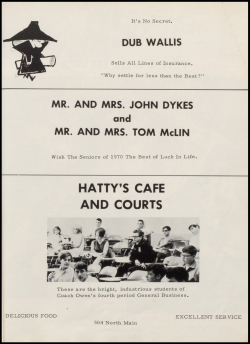 It's No Secret.
DUB WALLIS
Sells All Lines of Insurance.
"Why settle for less than the Best?"
MR. AND MRS. JOHN DYKES
and
MR. AND MRS. TOM McLIN
Wish The Seniors of 1970 The Best of Luck In Life.
HATTY'S CAFE
AND COURTS
These are the bright, industrious students of
Coach Owen's fourth period General Business.
DELICIOUS FOOD
EXCELLENT SERVICE
504 North Main